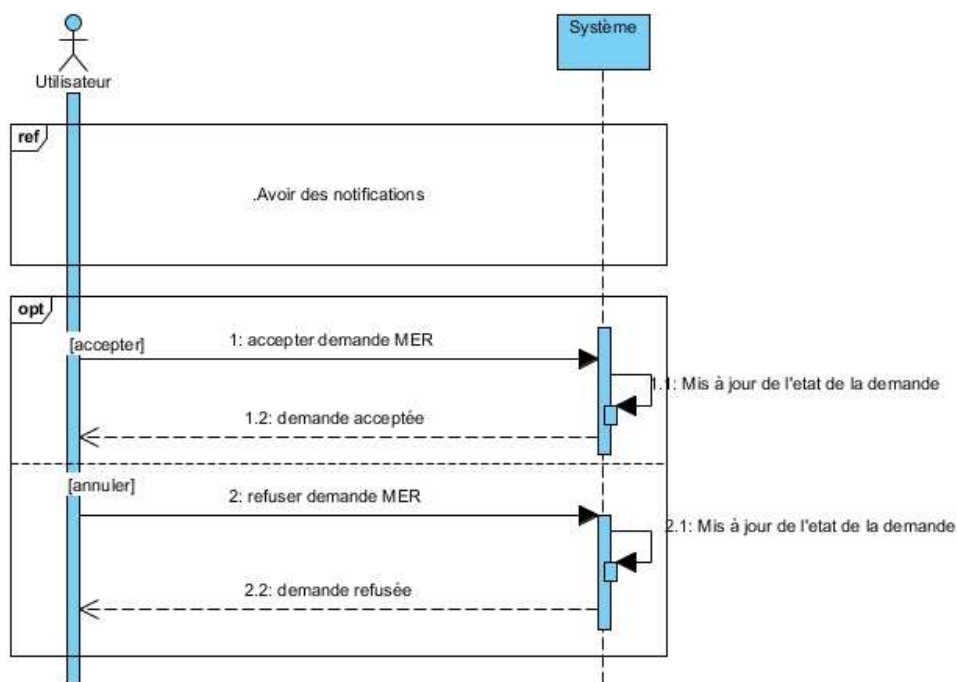 Utilisateur
Système
ref
.Avoir des notifications
opt
[accepter]
1: accepter demande MER
1.1: Mis à jour de l'etat de la demande
1.2: demande acceptée
[annuler]
2: refuser demande MER
2.1: Mis à jour de l'etat de la demande
2.2: demande refusée